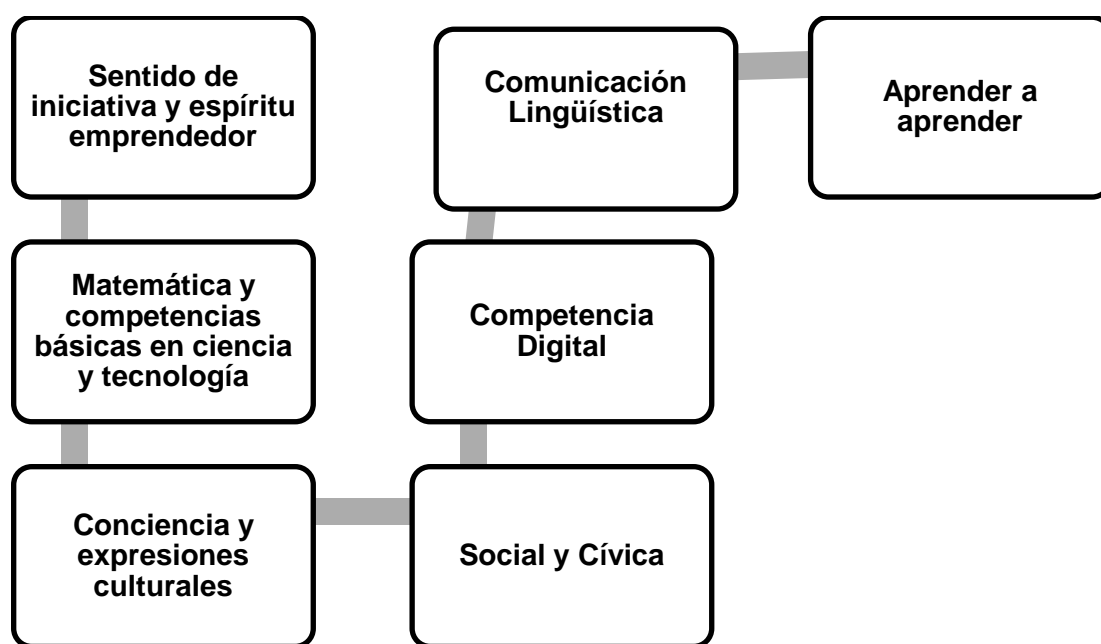 Sentido de
iniciativa y espíritu
emprendedor
Matemática y
competencias
básicas en ciencia
y tecnología
Conciencia y
expresiones
culturales
Social y Cívica
Competencia
Digital
Comunicación
Lingüística
Aprender a
aprender